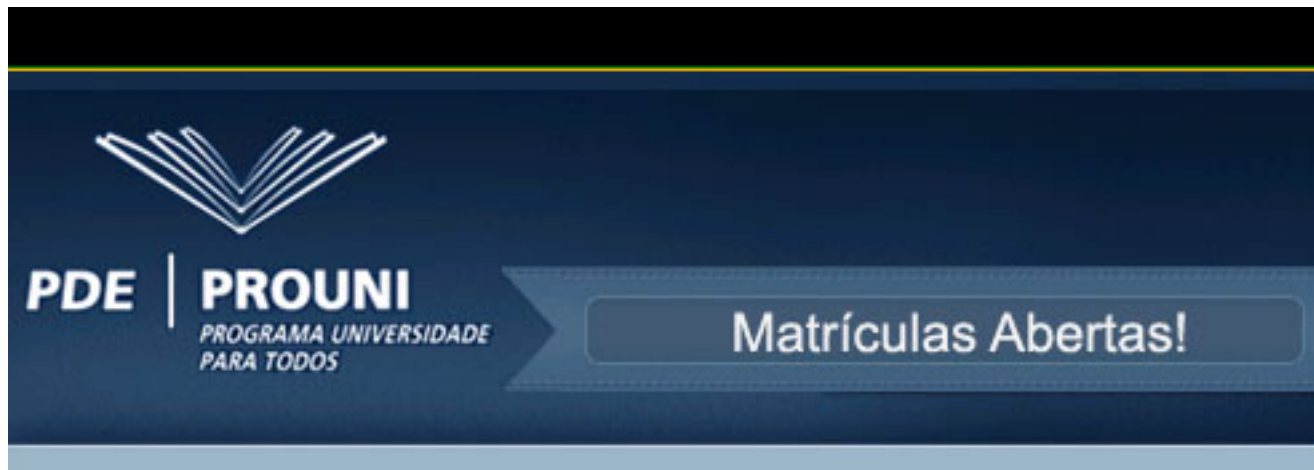 PDE | PROUNI
PROGRAMA UNIVERSIDADE
PARA TODOS
Matrículas Abertas!